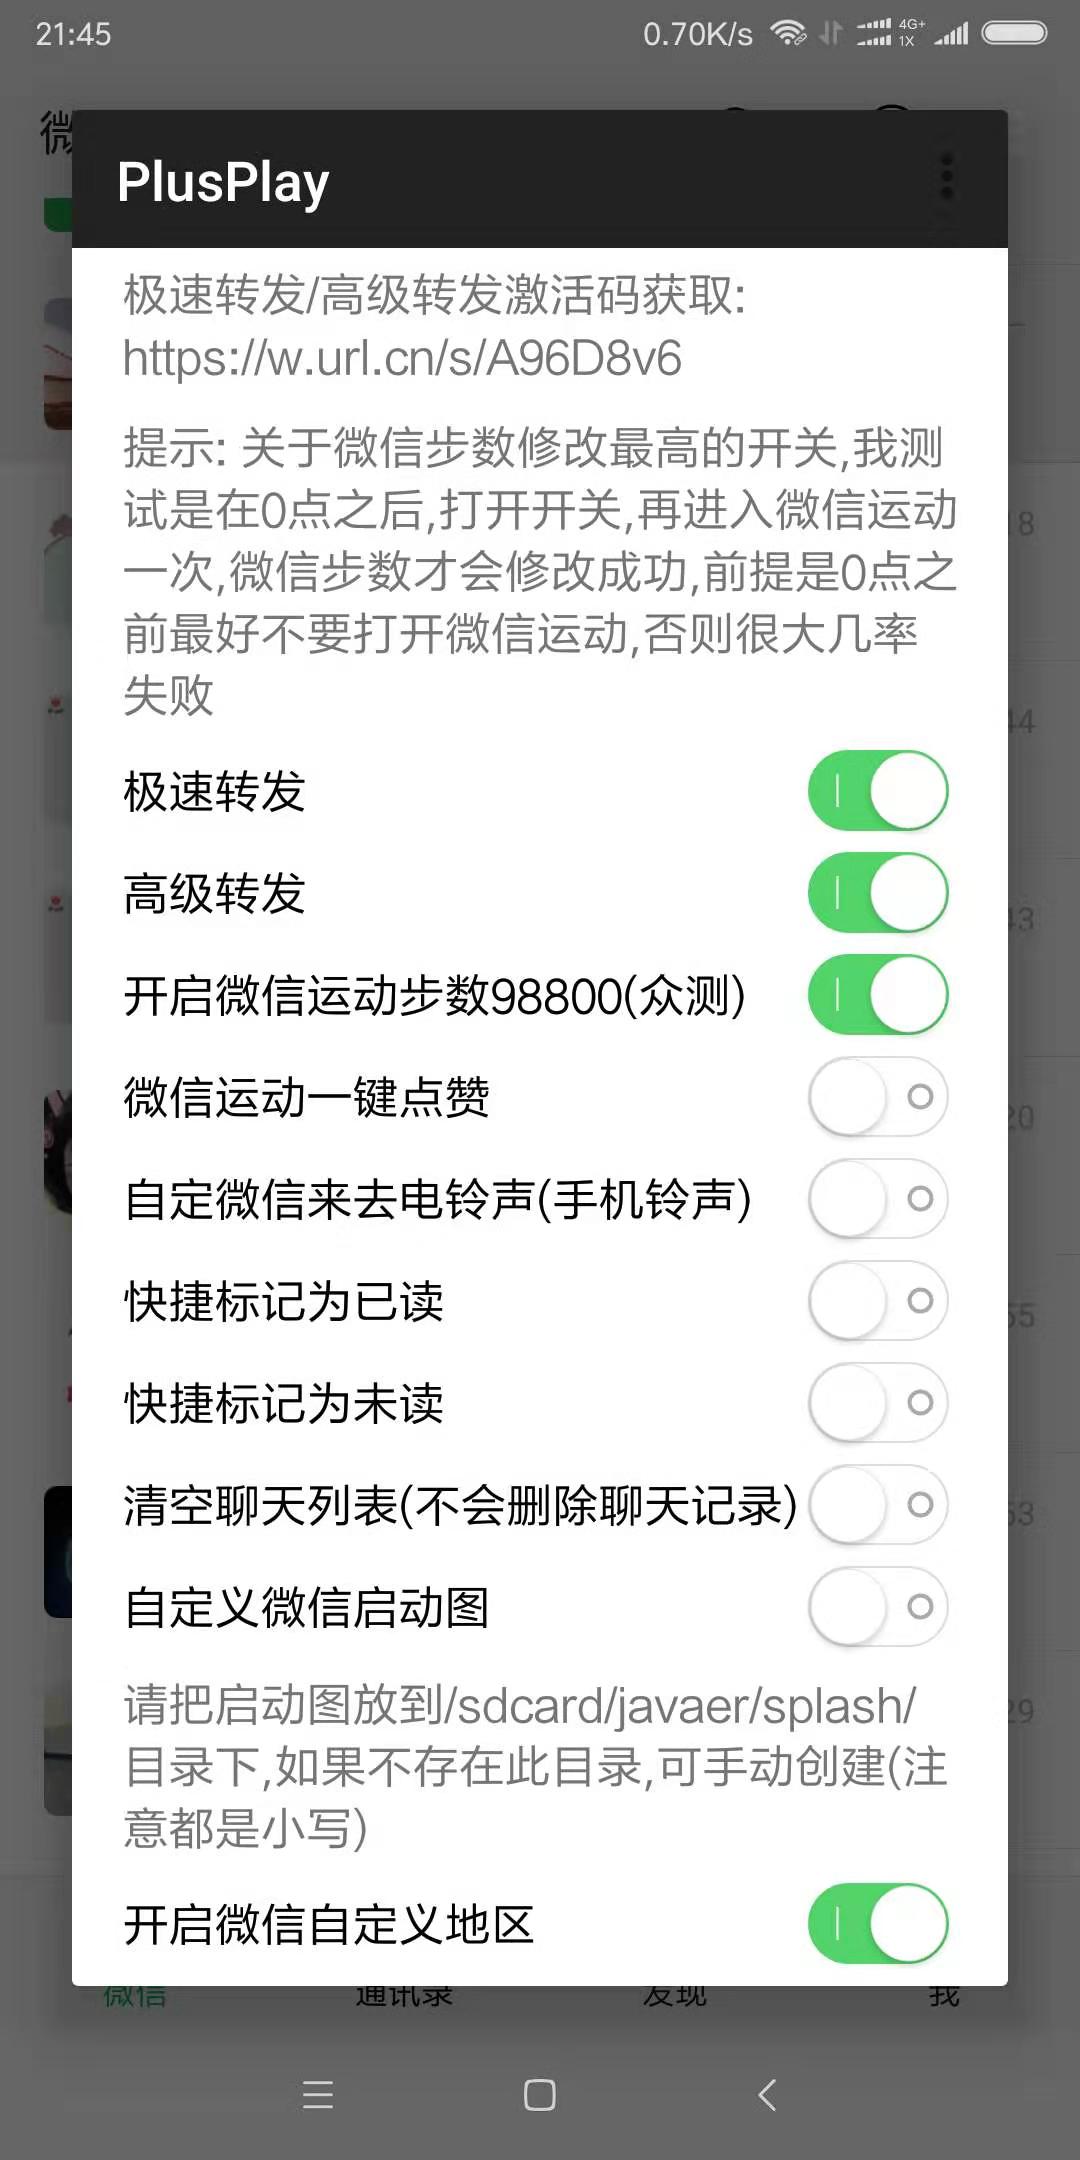 21:45
0.70K/s
4G+
1X
微
PlusPlay
极速转发/高级转发激活码获取:
https://w.url.cn/s/A96D8v6
提示: 关于微信步数修改最高的开关,我测
试是在0点之后,打开开关,再进入微信运动
一次,微信步数才会修改成功,前提是0点之
前最好不要打开微信运动,否则很大几率
失败
极速转发
高级转发
开启微信运动步数98800(众测)
微信运动一键点赞
自定微信来去电铃声(手机铃声)
快捷标记为已读
快捷标记为未读
清空聊天列表(不会删除聊天记录)
自定义微信启动图
请把启动图放到/sdcard/javaer/splash/
目录下,如果不存在此目录,可手动创建(注
意都是小写)
开启微信自定义地区
微信
通讯录
发现
我